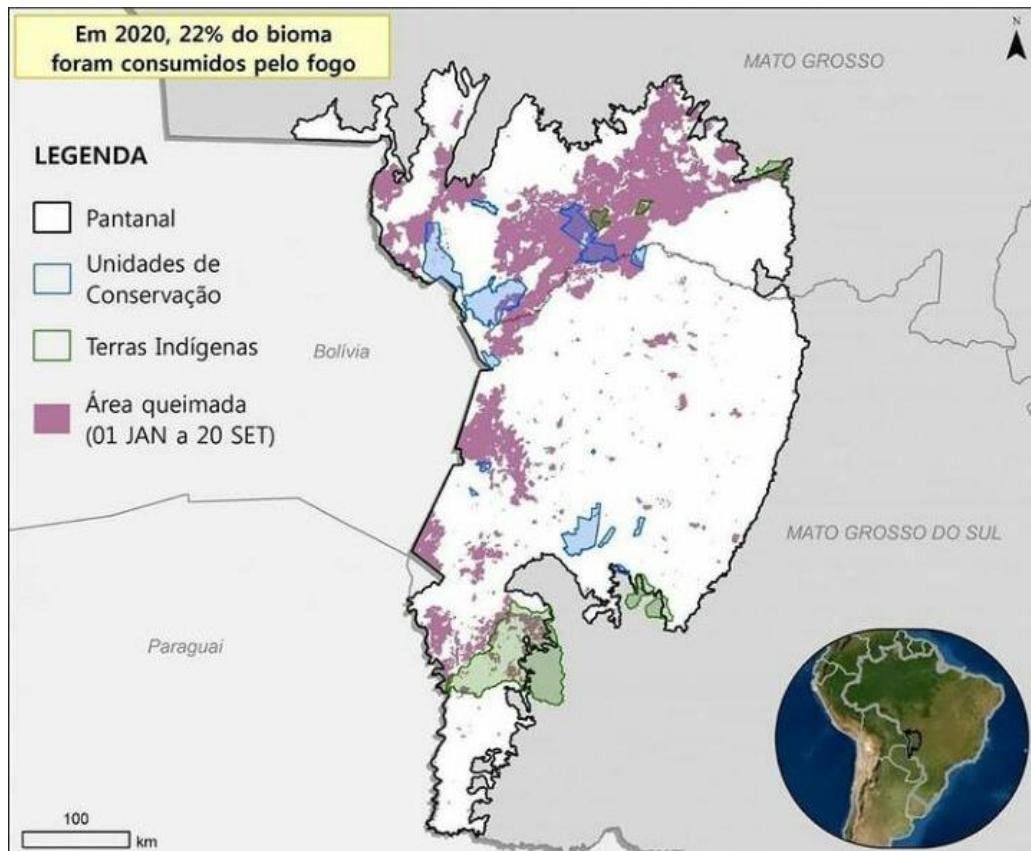 Em 2020, 22% do bioma
foram consumidos pelo fogo
N
MATO GROSSO
LEGENDA
Pantanal
Unidades de
Conservação
Terras Indígenas
Área queimada
(01 JAN a 20 SET)
Bolívia
MATO GROSSO DO SUL
Paraguai
100
km